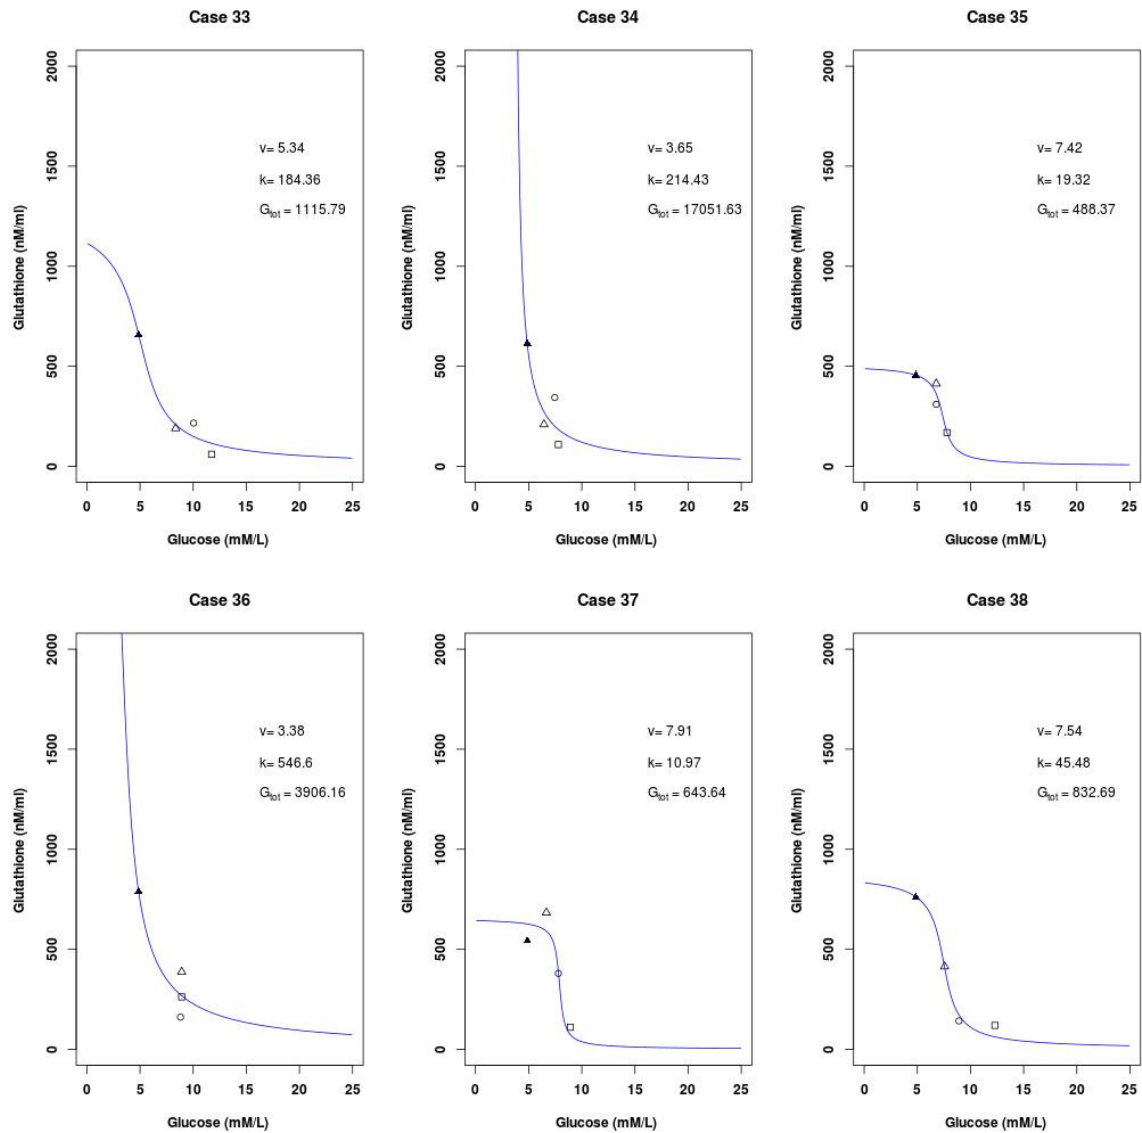 Case 33
Glutathione (nM/ml)
2000
1500
1000
500
0
v= 5.34
k= 184.36
Gtot = 1115.79
0 5 10 15 20 25
Glucose (mM/L)
Case 34
Glutathione (nM/ml)
2000
1500
1000
500
0
v= 3.65
k= 214.43
Gtot = 17051.63
0 5 10 15 20 25
Glucose (mM/L)
Case 35
Glutathione (nM/ml)
2000
1500
1000
500
0
v= 7.42
k= 19.32
Gtot = 488.37
0 5 10 15 20 25
Glucose (mM/L)
Case 36
Glutathione (nM/ml)
2000
1500
1000
500
0
v= 3.38
k= 546.6
Gtot = 3906.16
0 5 10 15 20 25
Glucose (mM/L)
Case 37
Glutathione (nM/ml)
2000
1500
1000
500
0
v= 7.91
k= 10.97
Gtot = 643.64
0 5 10 15 20 25
Glucose (mM/L)
Case 38
Glutathione (nM/ml)
2000
1500
1000
500
0
v= 7.54
k= 45.48
Gtot = 832.69
0 5 10 15 20 25
Glucose (mM/L)